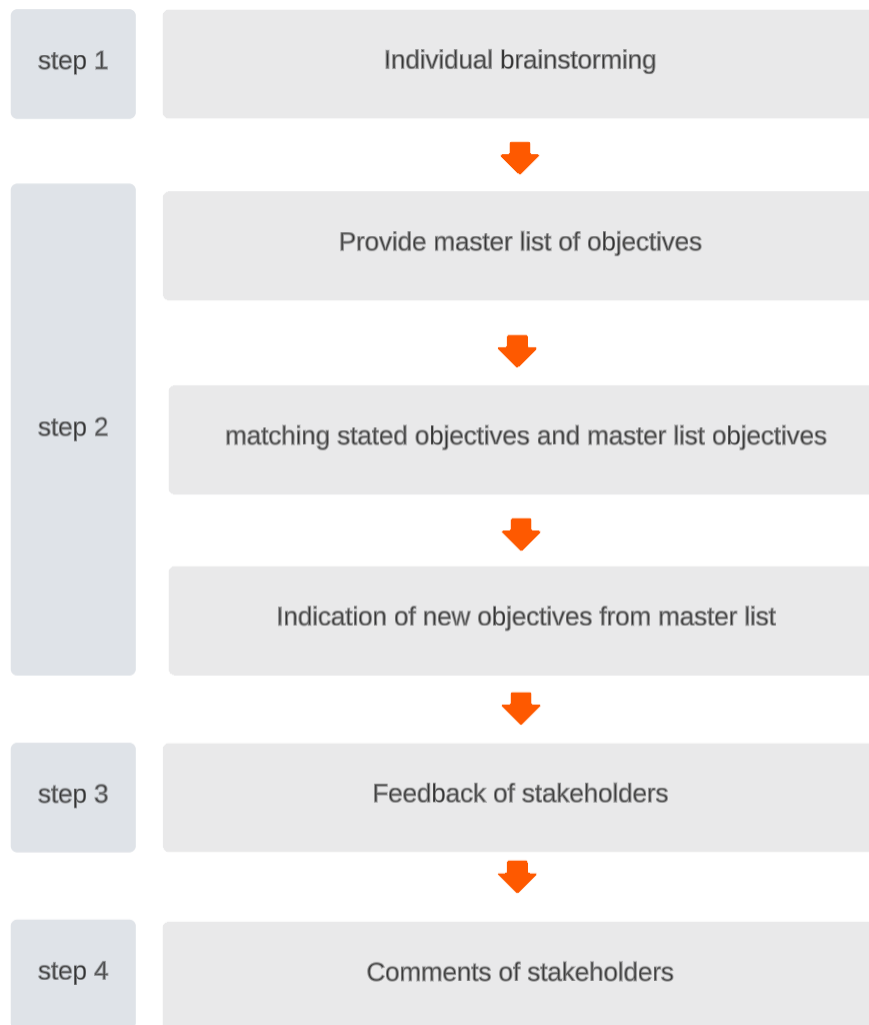 step 1
Individual brainstorming
Provide master list of objectives
step 2
matching stated objectives and master list objectives
Indication of new objectives from master list
step 3
Feedback of stakeholders
step 4
Comments of stakeholders